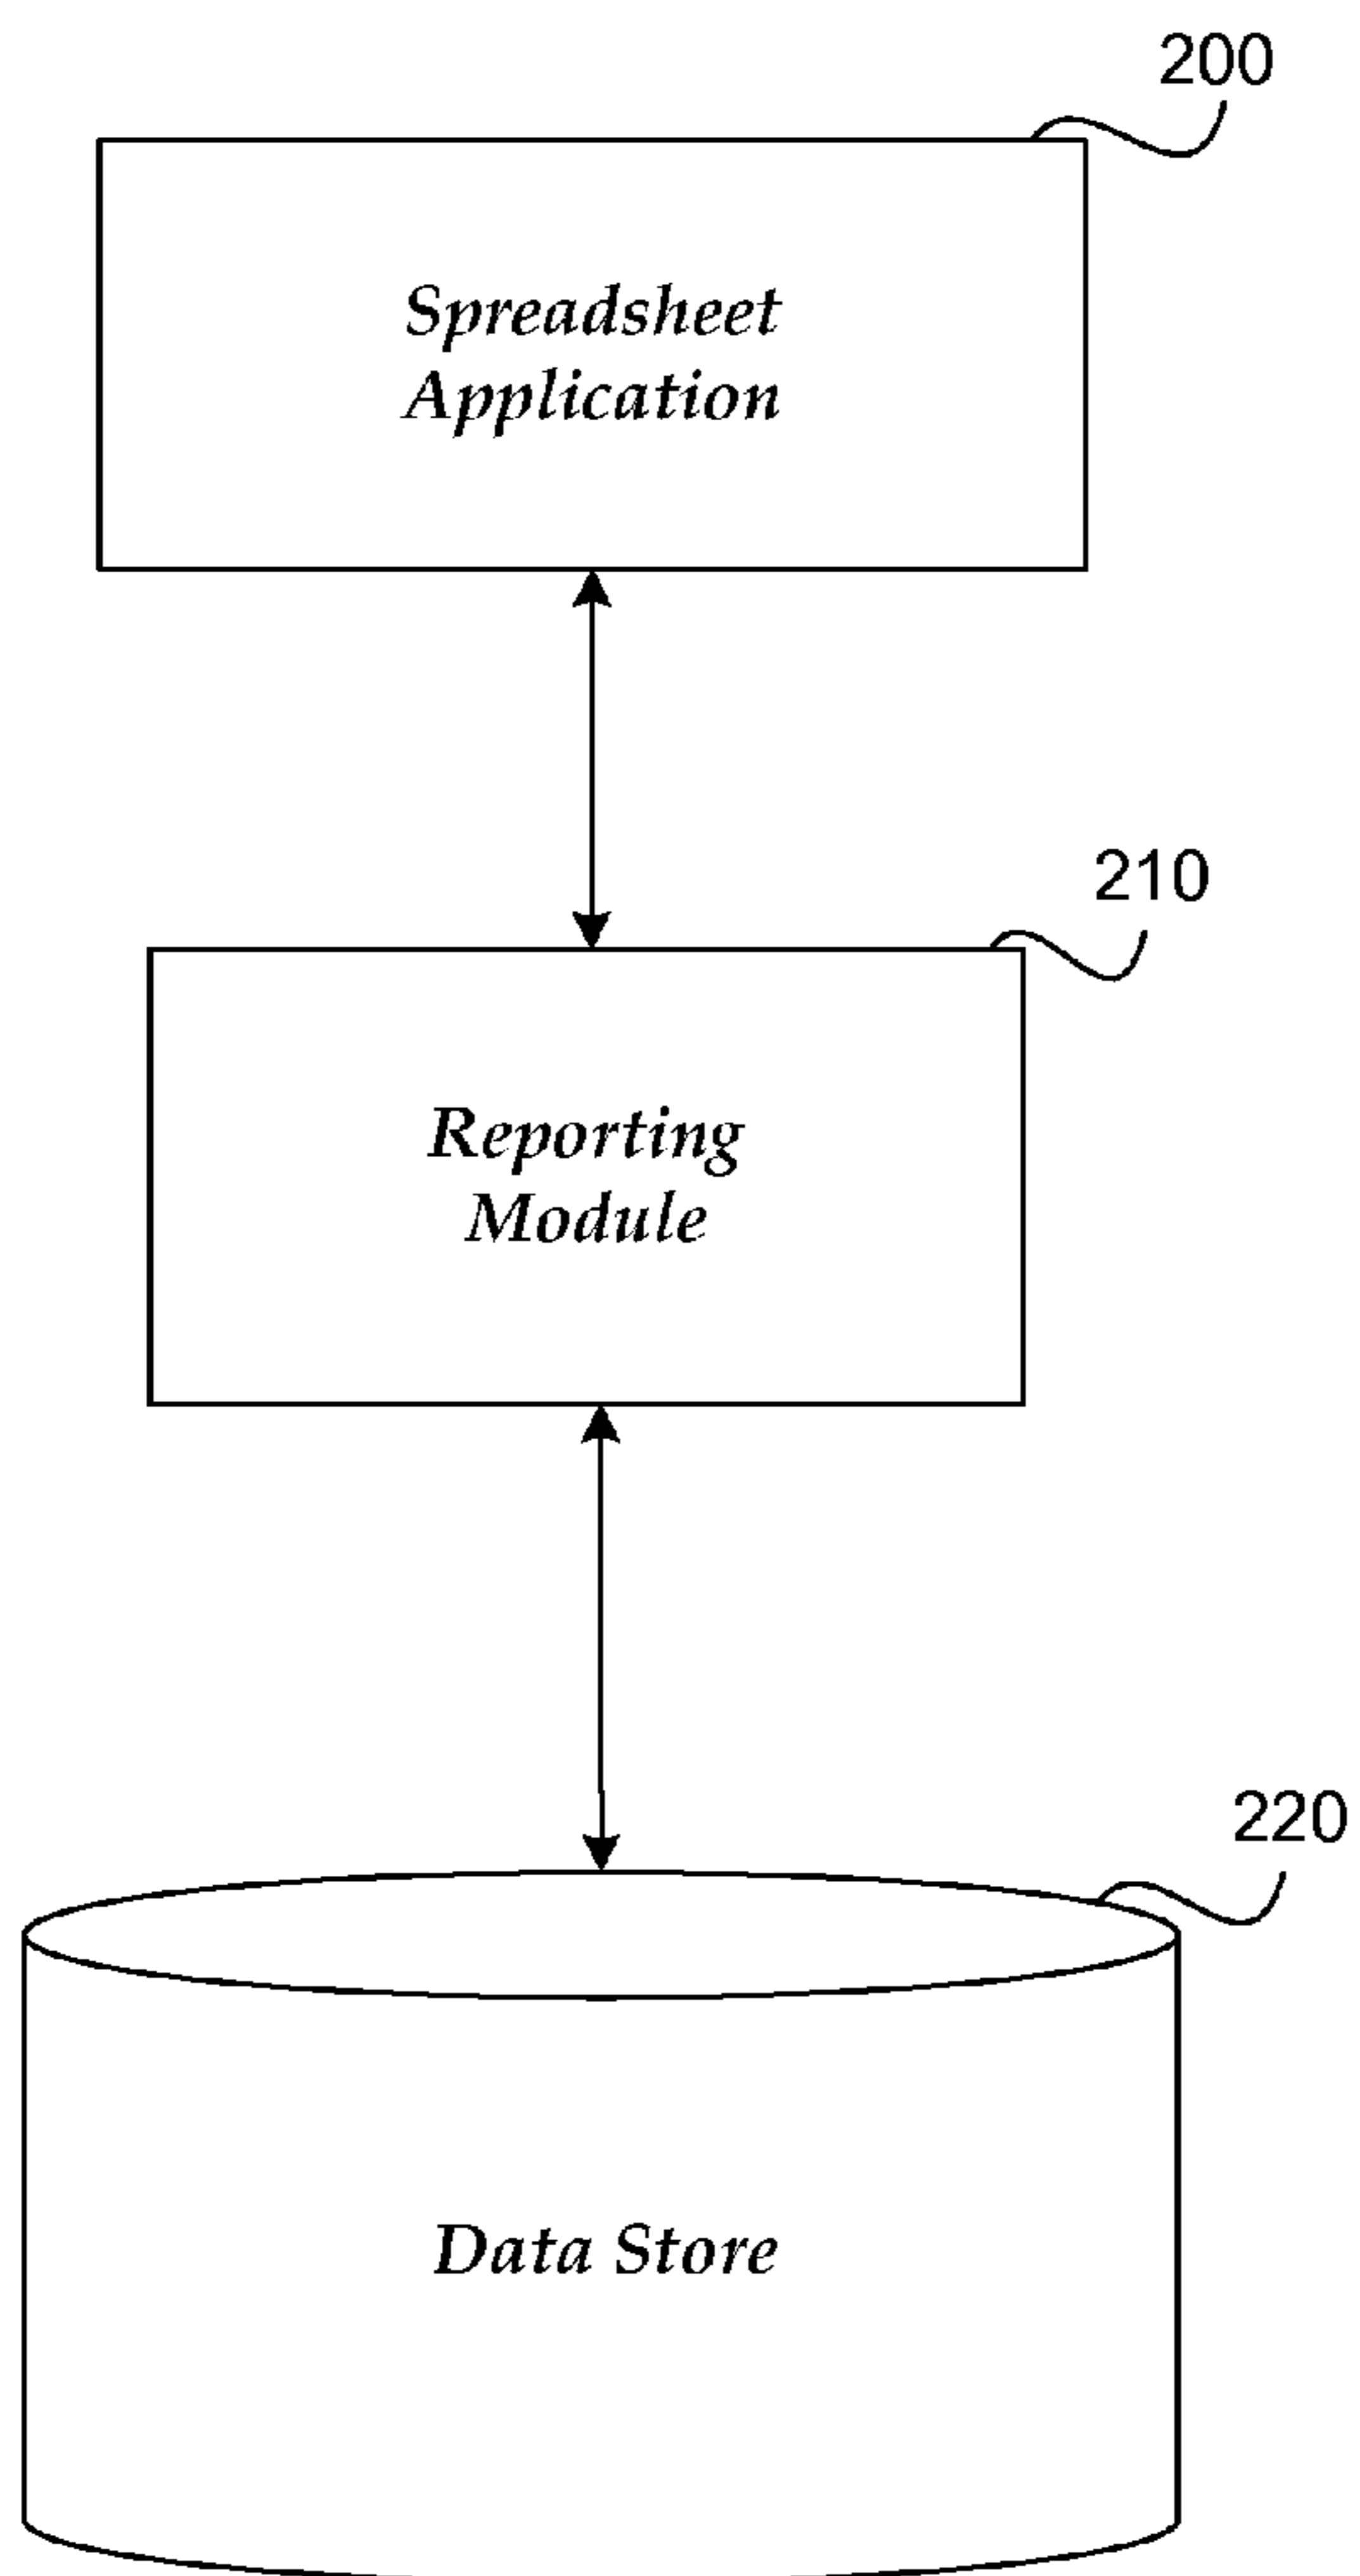 200
Spreadsheet
Application
210
Reporting
Module
220
Data Store